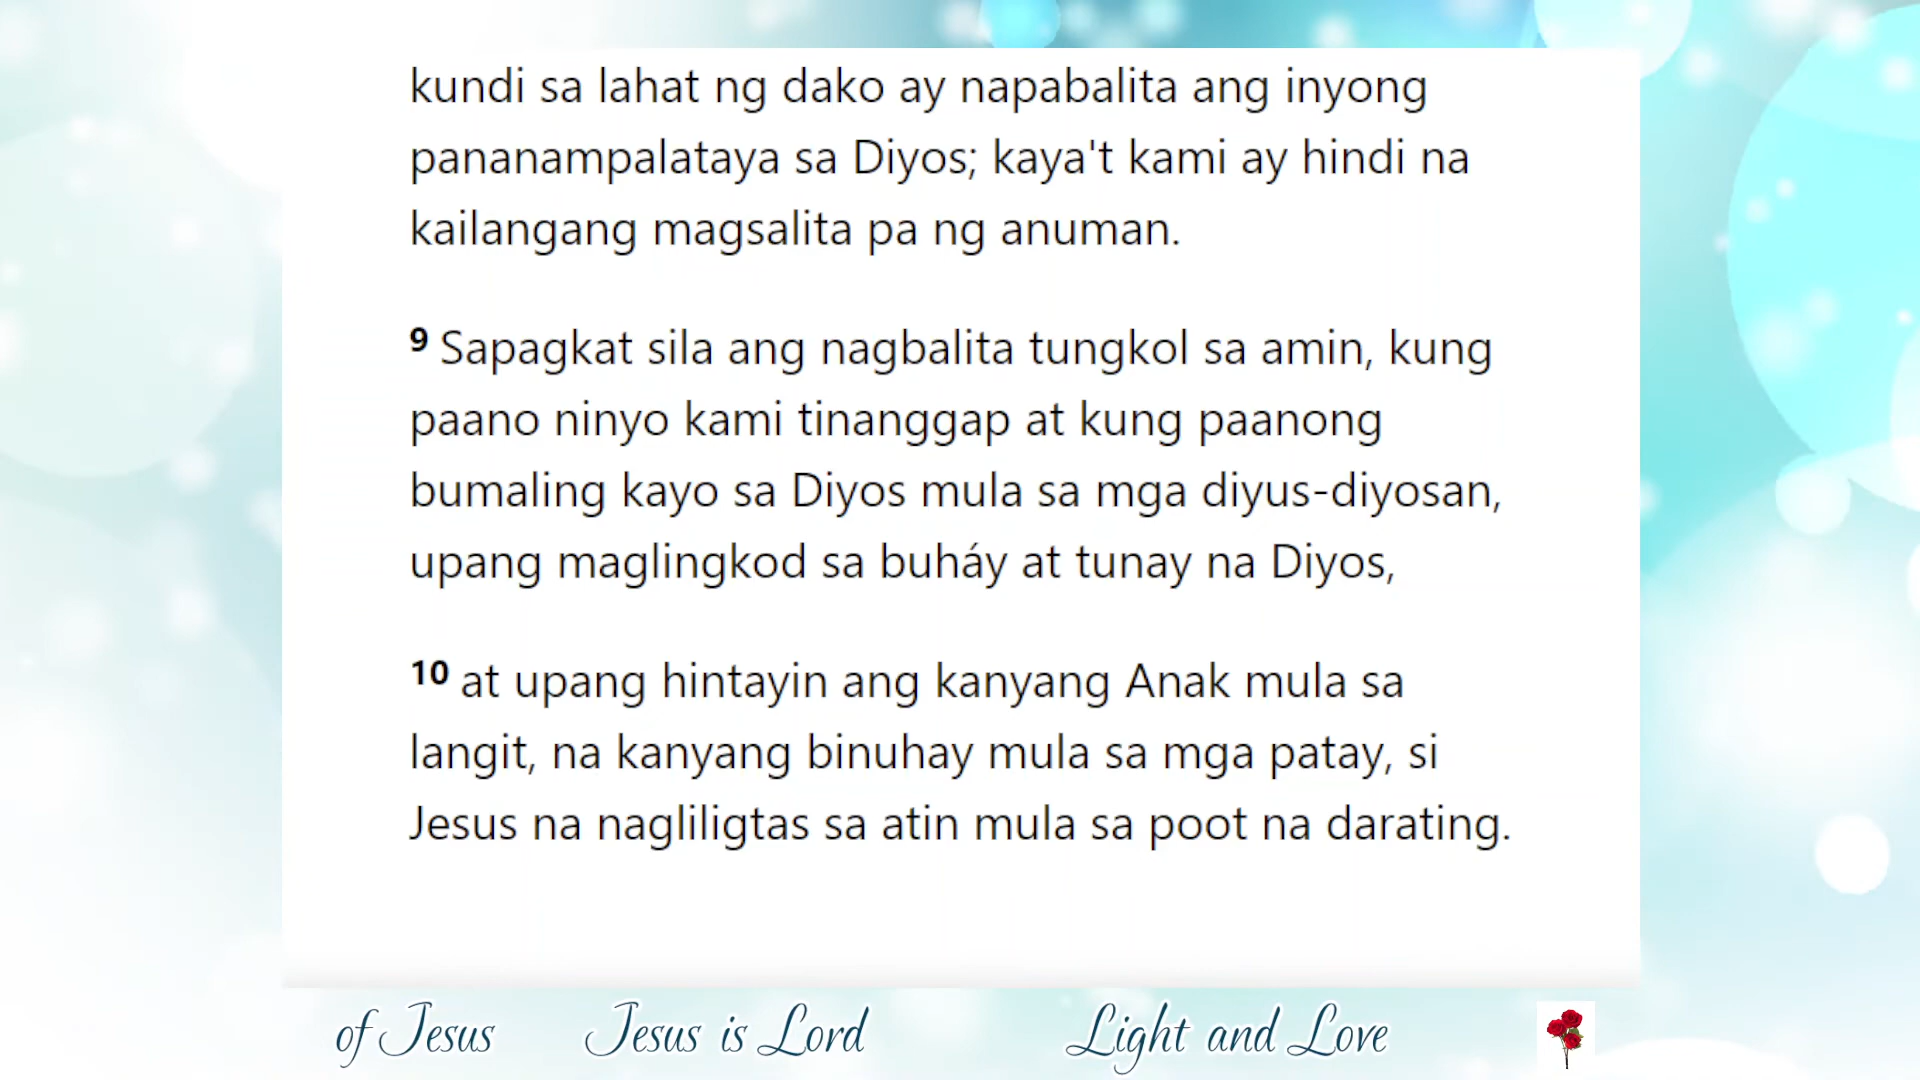 kundi sa lahat ng dako ay napabalita ang inyong
pananampalataya sa Diyos; kaya't kami ay hindi na
kailangang magsalita pa ng anuman.
9 Sapagkat sila ang nagbalita tungkol sa amin, kung
paano ninyo kami tinanggap at kung paanong
bumaling kayo sa Diyos mula sa mga diyus-diyosan,
upang maglingkod sa buháy at tunay na Diyos,
10 at upang hintayin ang kanyang Anak mula sa
langit, na kanyang binuhay mula sa mga patay, si
Jesus na nagliligtas sa atin mula sa poot na darating.
of Jesus Jesus is Lord Light and Love